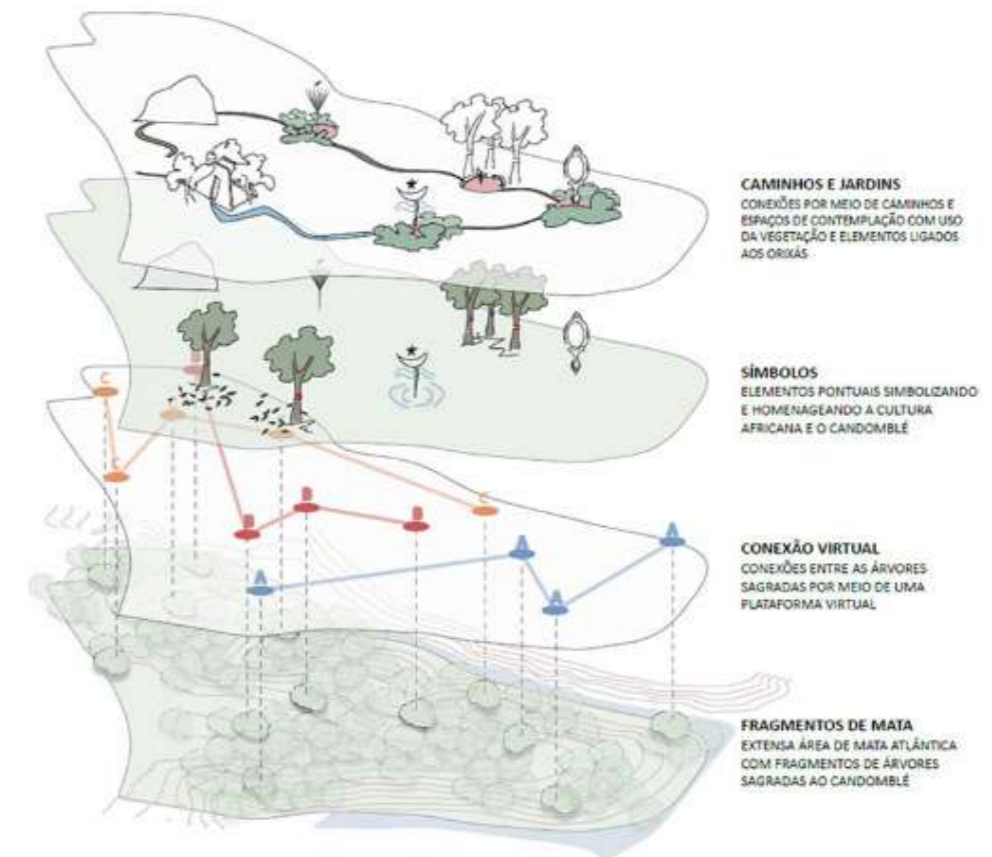 CAMINHOS E JARDINS
CONEXÕES POR MEIO DE CAMINHOS E
ESPAÇOS DE CONTEMPLAÇÃO COM USO
DA VEGETAÇÃO E ELEMENTOS LIGADOS
AOS ORIXÁS
SÍMBOLOS
ELEMENTOS PONTUAIS SIMBOLIZANDO
E HOMENAGEANDO A CULTURA
AFRICANA E O CANDOMBLÉ
B
C
C
C
B
B
B
A
A
A
A
CONEXÃO VIRTUAL
CONEXÕES ENTRE AS ÁRVORES
SAGRADAS POR MEIO DE UMA
PLATAFORMA VIRTUAL
FRAGMENTOS DE MATA
EXTENSA ÁREA DE MATA ATLÂNTICA
COM FRAGMENTOS DE ÁRVORES
SAGRADAS AO CANDOMBLÉ